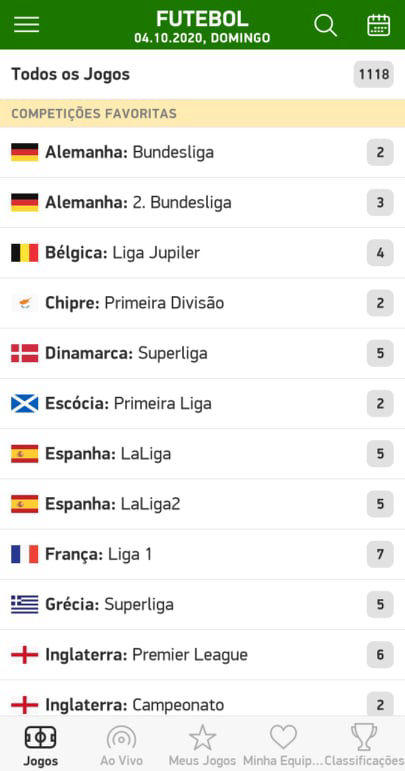 FUTEBOL
04.10.2020, DOMINGO
Todos os Jogos 1118
COMPETIÇÕES FAVORITAS
Alemanha: Bundesliga 2
Alemanha: 2. Bundesliga 3
Bélgica: Liga Jupiler 4
Chipre: Primeira Divisão 2
Dinamarca: Superliga 5
Escócia: Primeira Liga 2
Espanha: LaLiga 5
Espanha: LaLiga2 5
França: Liga 1 7
Grécia: Superliga 5
Inglaterra: Premier League 6
Inglaterra: Campeonato 2
Jogos Ao Vivo Meus Jogos Minha Equip... Classificações